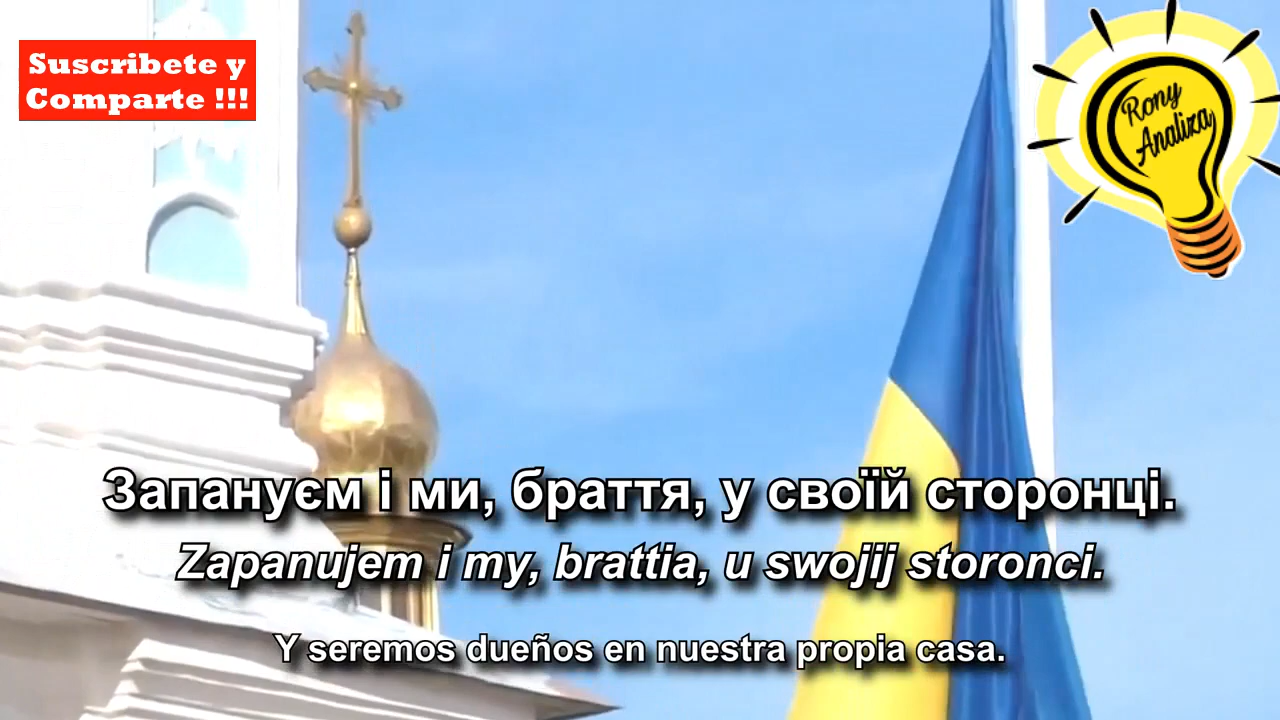 Suscribete y
Comparte !!!
Rony
Analiza
Запануєм і ми, браття, у своїй сторонці.
Zapanujem i my, brattia, u swojij storonci.
Y seremos dueños en nuestra propia casa.